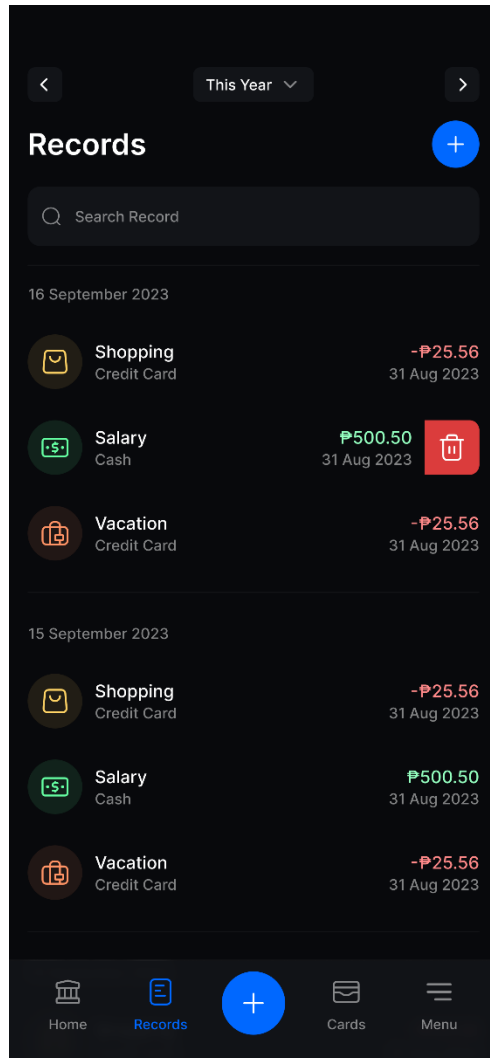 This Year
Records
Search Record
16 September 2023
Shopping -₱25.56
Credit Card 31 Aug 2023
Salary ₱500.50
Cash 31 Aug 2023
Vacation -₱25.56
Credit Card 31 Aug 2023
15 September 2023
Shopping -₱25.56
Credit Card 31 Aug 2023
Salary ₱500.50
Cash 31 Aug 2023
Vacation -₱25.56
Credit Card 31 Aug 2023
Home Records Cards Menu